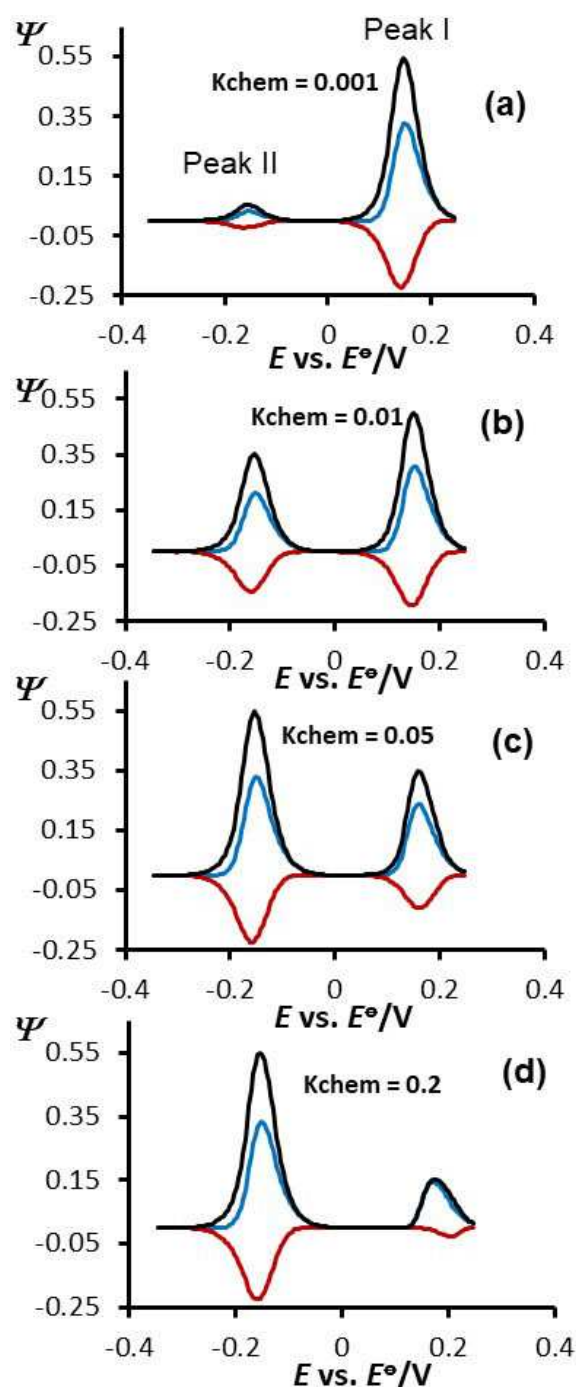 Ψ
Peak I
0.55
Kchem = 0.001
(a)
0.35
Peak II
0.15
-0.05
-0.25
-0.4 -0.2 0 0.2 0.4
E vs. E⊖/V
Ψ
0.55
Kchem = 0.01
(b)
0.35
0.15
-0.05
-0.25
-0.4 -0.2 0 0.2 0.4
E vs. E⊖/V
Ψ
0.55
Kchem = 0.05
(c)
0.35
0.15
-0.05
-0.25
-0.4 -0.2 0 0.2 0.4
E vs. E⊖/V
Ψ
0.55
Kchem = 0.2
(d)
0.35
0.15
-0.05
-0.25
-0.4 -0.2 0 0.2 0.4
E vs. E⊖/V